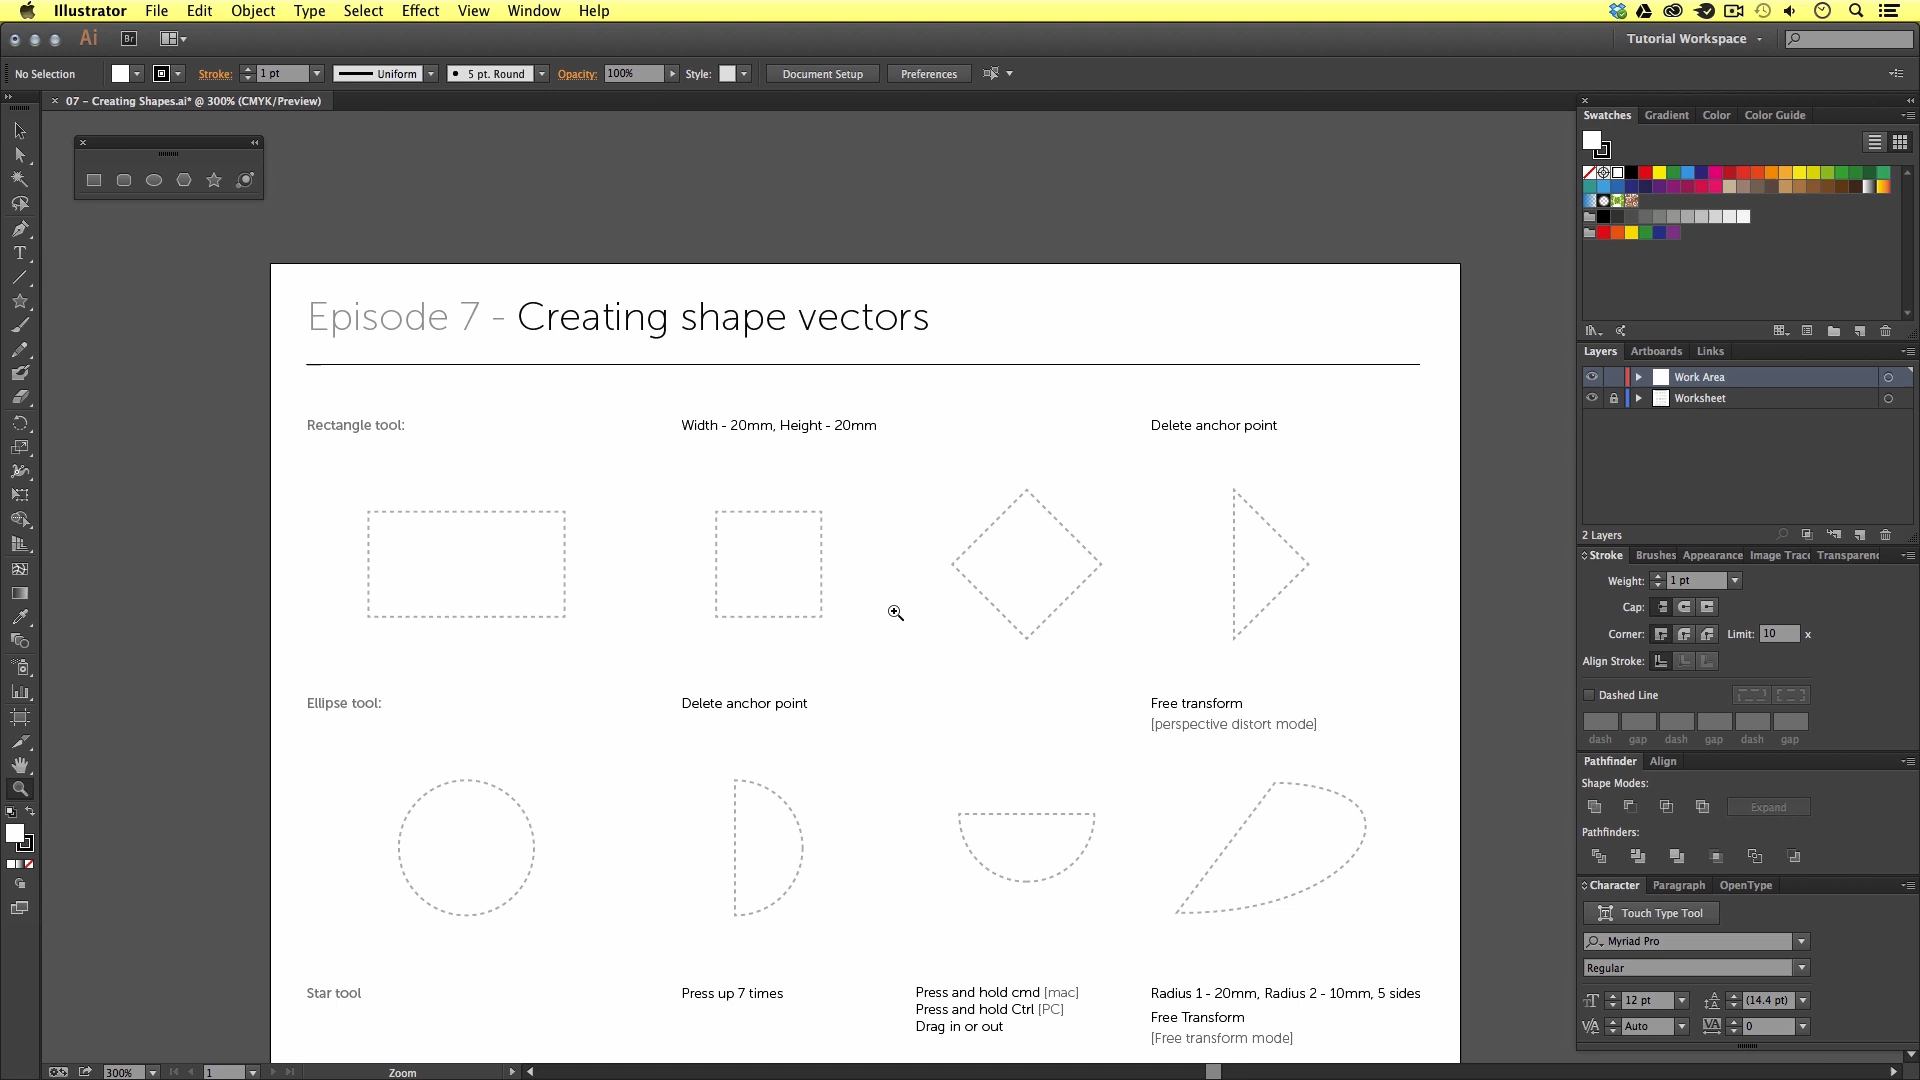 Illustrator File Edit Object Type Select Effect View Window Help
Ai Br Tutorial Workspace
No Selection Stroke: 1 pt Uniform 5 pt. Round Opacity: 100% Style: Document Setup Preferences
07 - Creating Shapes.ai* @ 300% (CMYK/Preview)
Swatches Gradient Color Color Guide
Episode 7 - Creating shape vectors
Layers Artboards Links
Work Area
Worksheet
Rectangle tool: Width - 20mm, Height - 20mm Delete anchor point
2 Layers
Stroke Brushes Appearance Image Trac Transparen
Weight: 1 pt
Cap:
Corner: Limit: 10 x
Align Stroke:
Dashed Line
dash gap dash gap dash gap
Ellipse tool: Delete anchor point Free transform
[perspective distort mode]
Pathfinder Align
Shape Modes:
Expand
Pathfinders:
Character Paragraph OpenType
Touch Type Tool
Myriad Pro
Regular
12 pt (14.4 pt)
Auto 0
Star tool Press up 7 times Press and hold cmd [mac] Radius 1 - 20mm, Radius 2 - 10mm, 5 sides
Press and hold Ctrl [PC] Free Transform
Drag in or out [Free transform mode]
300% 1 Zoom